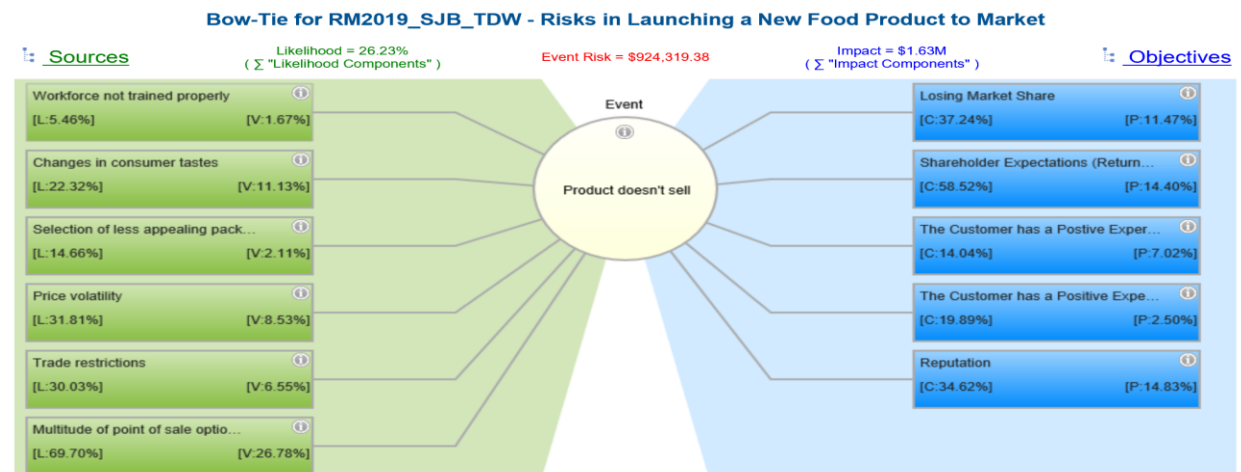 Bow-Tie for RM2019_SJB_TDW - Risks in Launching a New Food Product to Market
Sources
Likelihood = 26.23%
( ∑ "Likelihood Components" )
Event Risk = $924,319.38
Impact = $1.63M
( ∑ "Impact Components" )
Objectives
Workforce not trained properly
[L:5.46%] [V:1.67%]
Changes in consumer tastes
[L:22.32%] [V:11.13%]
Selection of less appealing pack...
[L:14.66%] [V:2.11%]
Price volatility
[L:31.81%] [V:8.53%]
Trade restrictions
[L:30.03%] [V:6.55%]
Multitude of point of sale optio...
[L:69.70%] [V:26.78%]
Event
Product doesn't sell
Losing Market Share
[C:37.24%] [P:11.47%]
Shareholder Expectations (Return...
[C:58.52%] [P:14.40%]
The Customer has a Postive Exper...
[C:14.04%] [P:7.02%]
The Customer has a Positive Expe...
[C:19.89%] [P:2.50%]
Reputation
[C:34.62%] [P:14.83%]